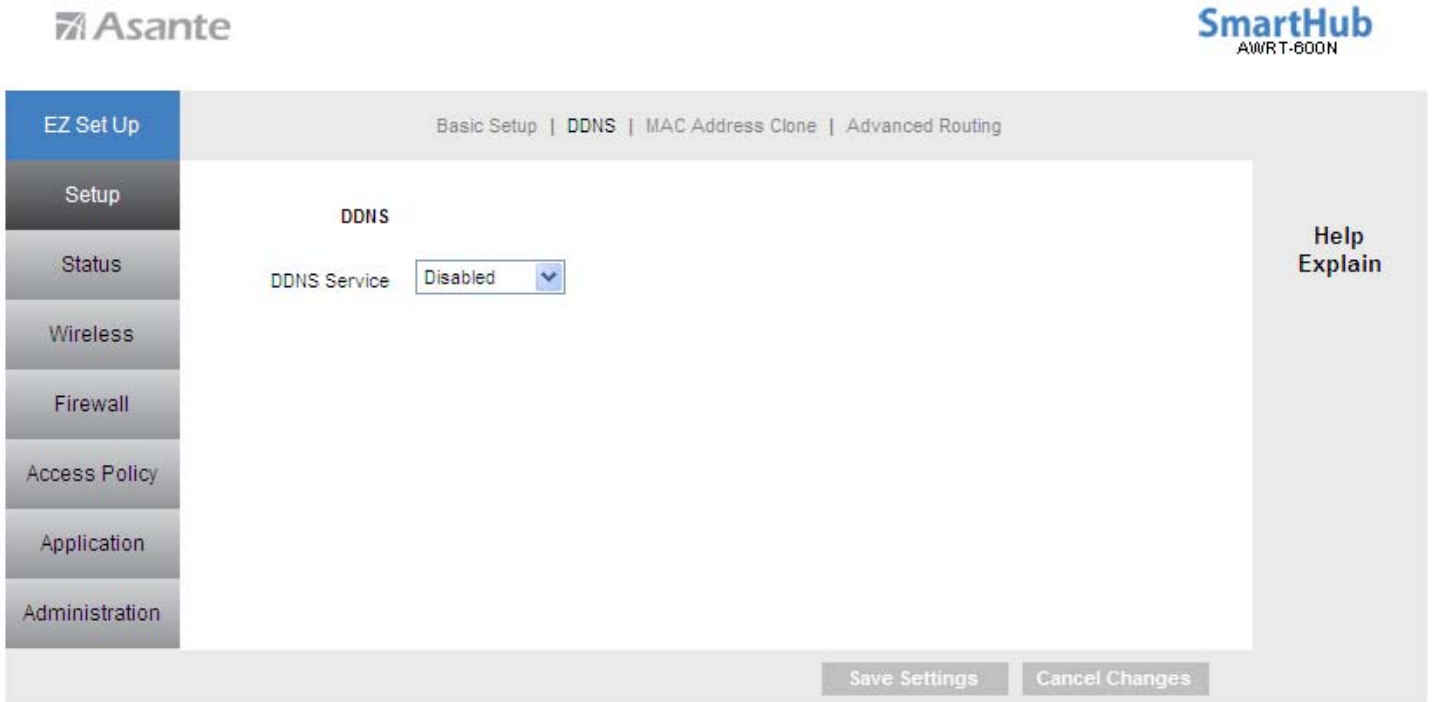 Asante
SmartHub
AWRT-600N
EZ Set Up
Basic Setup | DDNS | MAC Address Clone | Advanced Routing
Setup
Status
Wireless
Firewall
Access Policy
Application
Administration
DDNS
DDNS Service Disabled
Help
Explain
Save Settings Cancel Changes